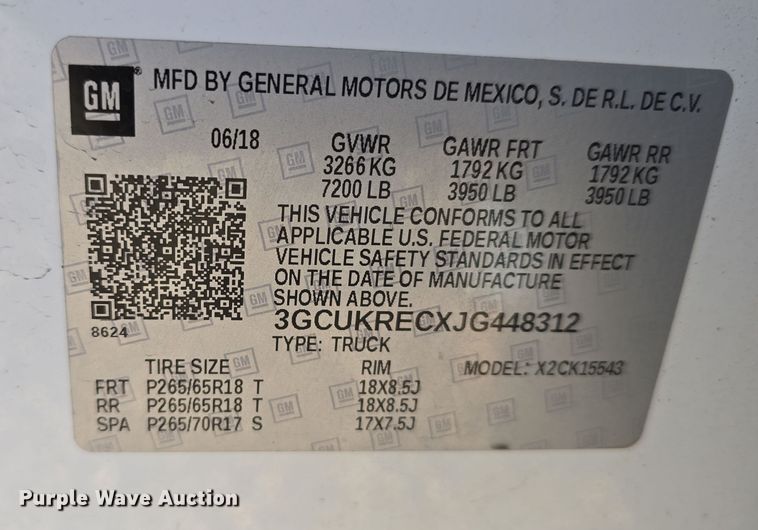 GM ® MFD BY GENERAL MOTORS DE MEXICO, S. DE R.L. DE C.V.
06/18 GVWR GAWR FRT GAWR RR
3266 KG 1792 KG 1792 KG
7200 LB 3950 LB 3950 LB
THIS VEHICLE CONFORMS TO ALL
APPLICABLE U.S. FEDERAL MOTOR
VEHICLE SAFETY STANDARDS IN EFFECT
ON THE DATE OF MANUFACTURE
SHOWN ABOVE.
8624
3GCUKRECXJG448312
TYPE: TRUCK
TIRE SIZE RIM MODEL: X2CK15543
FRT P265/65R18 T 18X8.5J
RR P265/65R18 T 18X8.5J
SPA P265/70R17 S 17X7.5J
Purple Wave Auction